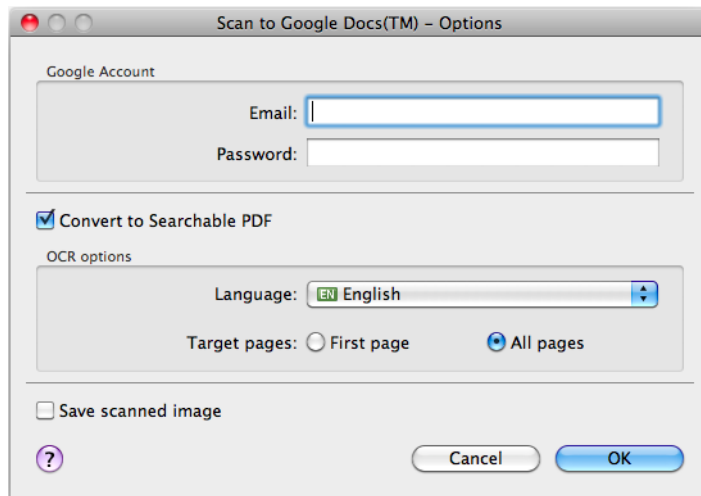 Scan to Google Docs(TM) – Options
Google Account
Email:
Password:
Convert to Searchable PDF
OCR options
Language: EN English
Target pages: First page All pages
Save scanned image
? Cancel OK